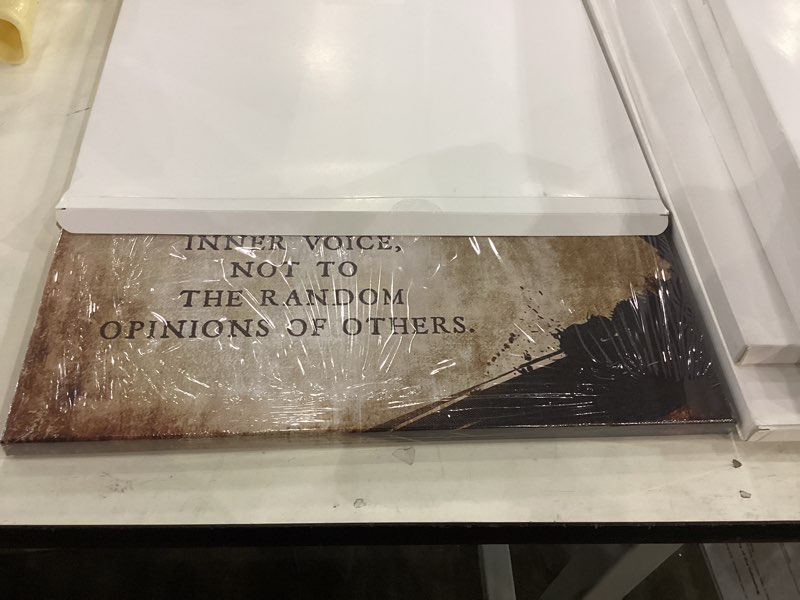 INNER VOICE,
NOT TO
THE RANDOM
OPINIONS OF OTHERS.